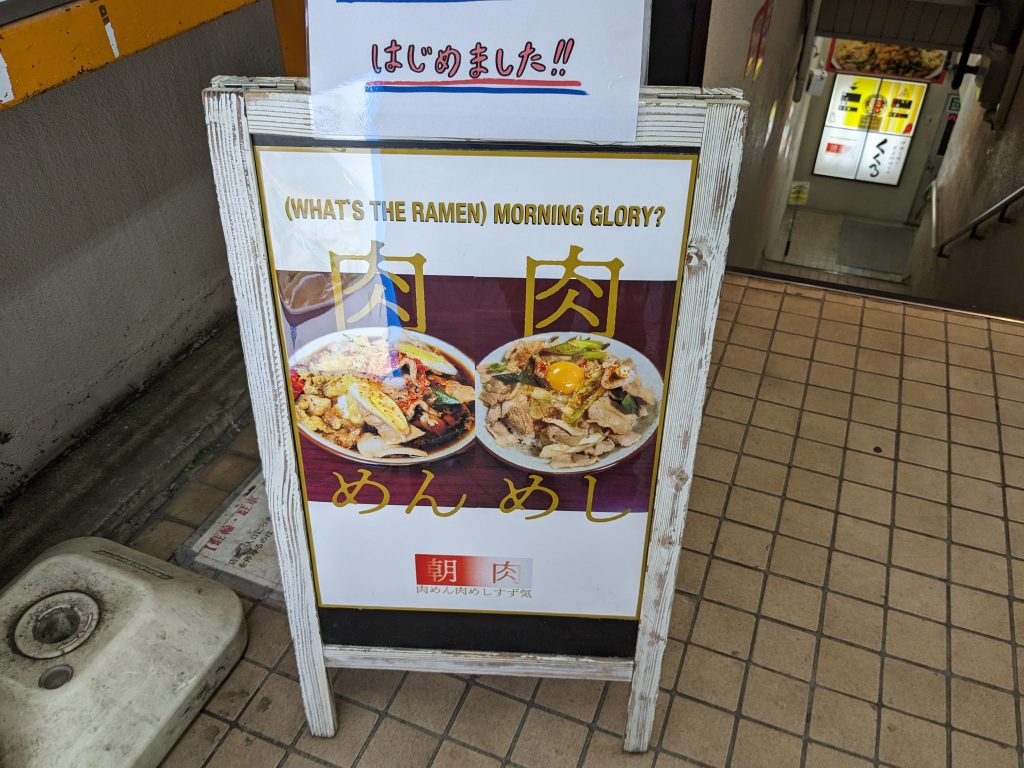 はじめました!!
(WHAT'S THE RAMEN) MORNING GLORY?
肉 肉
めん めし
朝 肉
肉めん肉めしすず気